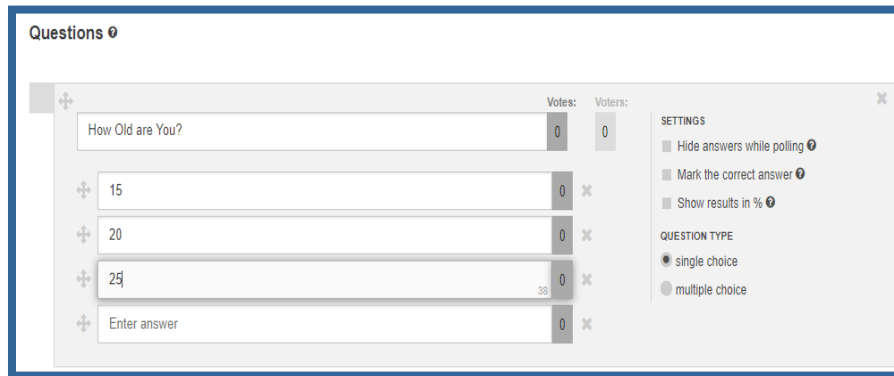 Questions
Votes: Voters:
How Old are You? 0 0
15 0
20 0
25 38 0
Enter answer 0
SETTINGS
Hide answers while polling
Mark the correct answer
Show results in %
QUESTION TYPE
single choice
multiple choice